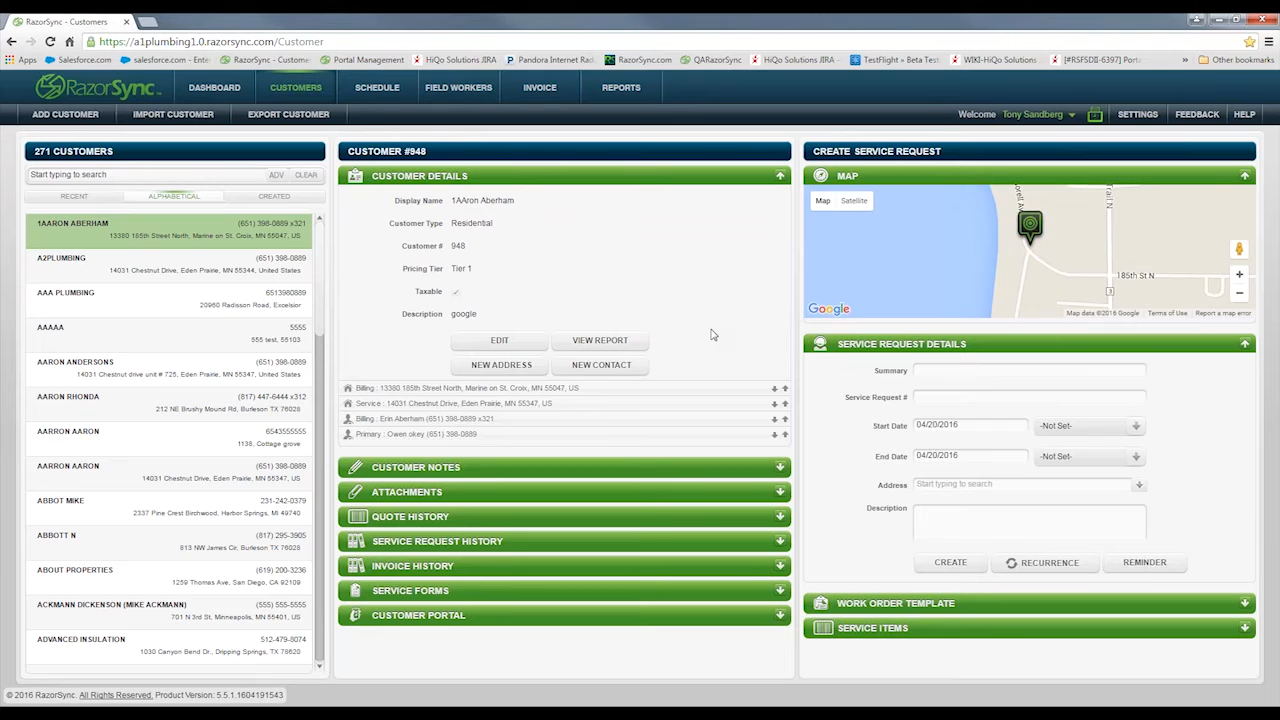 RazorSync - Customers
https://a1plumbing1.0.razorsync.com/Customer
Apps Salesforce.com salesforce.com - Ente RazorSync - Custome Portal Management HiQo Solutions JIRA Pandora Internet Rad RazorSync.com QARazorSync HiQo Solutions JIRA TestFlight » Beta Test WIKI-HiQo Solutions [#RSFSDII-6397] Port » Other bookmarks
RazorSync DASHBOARD CUSTOMERS SCHEDULE FIELD WORKERS INVOICE REPORTS
ADD CUSTOMER IMPORT CUSTOMER EXPORT CUSTOMER Welcome Tony Sandberg SETTINGS FEEDBACK HELP
271 CUSTOMERS
Start typing to search ADV CLEAR
RECENT ALPHABETICAL CREATED
1AARON ABERHAM (651) 398-0889 x321
13380 185th Street North, Marine on St. Croix, MN 55047, US
A2PLUMBING (651) 398-0889
14031 Chestnut Drive, Eden Prairie, MN 55344, United States
AAA PLUMBING 6513980889
20960 Radisson Road, Excelsior
AAAAA 5555
555 test, 55103
AARON ANDERSONS (651) 398-0889
14031 Chestnut drive unit # 725, Eden Prairie, MN 55347, US
AARON RHONDA (817) 447-6444 x312
212 NE Brushy Mound Rd, Burleson TX 76028
AARRON AARON 6543555555
1138, Cottage grove
AARRON AARON (651) 398-0889
14031 Chestnut Drive, Eden Prairie, MN 55347, US
ABBOT MIKE 231-242-0379
2337 Pine Crest Birchwood, Harbor Springs, MI 49740
ABBOTT N (817) 295-3905
813 NW James Cir, Burleson TX 76028
ABOUT PROPERTIES (619) 200-3236
1259 Thomas Ave, San Diego, CA 92109
ACKMANN DICKENSON (MIKE ACKMANN) (555) 555-5555
701 N 3rd St, Minneapolis, MN 55401, US
ADVANCED INSULATION 512-479-8074
1030 Canyon Bend Dr., Dripping Springs, TX 78620
CUSTOMER #948
CUSTOMER DETAILS
Display Name 1AAron Aberham
Customer Type Residential
Customer # 948
Pricing Tier Tier 1
Taxable ✓
Description google
EDIT VIEW REPORT
NEW ADDRESS NEW CONTACT
Billing : 13380 185th Street North, Marine on St. Croix, MN 55047, US
Service : 14031 Chestnut Drive, Eden Prairie, MN 55347, US
Billing : Erin Aberham (651) 398-0889 x321
Primary : Owen okey (651) 398-0889
CUSTOMER NOTES
ATTACHMENTS
QUOTE HISTORY
SERVICE REQUEST HISTORY
INVOICE HISTORY
SERVICE FORMS
CUSTOMER PORTAL
CREATE SERVICE REQUEST
MAP
Map Satellite
185th St N
3
Google Map data ©2016 Google Terms of Use Report a map error
SERVICE REQUEST DETAILS
Summary
Service Request #
Start Date 04/20/2016 -Not Set-
End Date 04/20/2016 -Not Set-
Address Start typing to search
Description
CREATE RECURRENCE REMINDER
WORK ORDER TEMPLATE
SERVICE ITEMS
© 2016 RazorSync. All Rights Reserved. Product Version: 5.5.1.1604191543